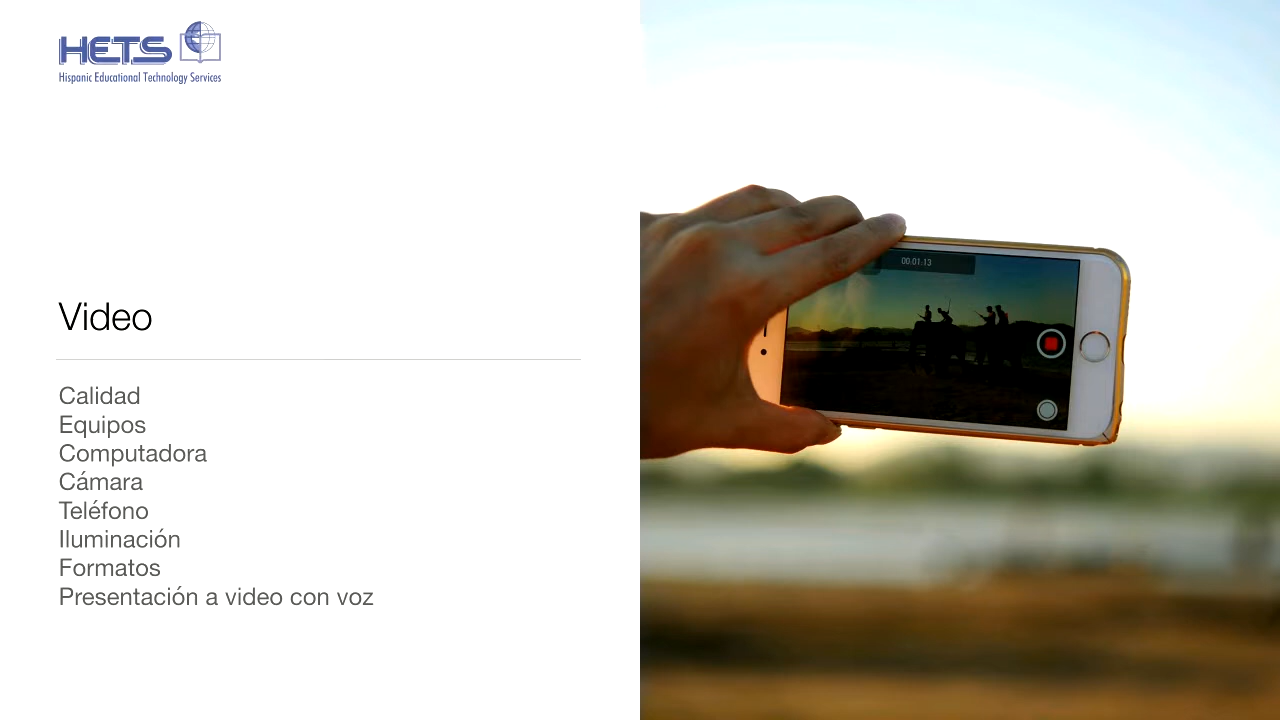 HETS
Hispanic Educational Technology Services
Video
Calidad
Equipos
Computadora
Cámara
Teléfono
Iluminación
Formatos
Presentación a video con voz
00:01:13